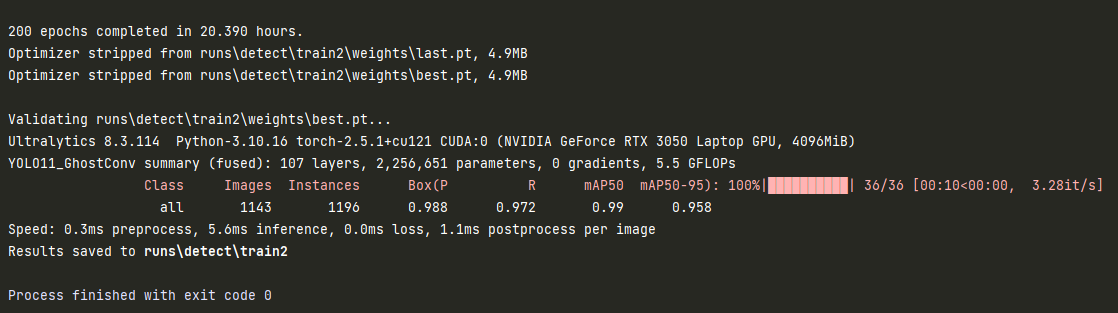 200 epochs completed in 20.390 hours.
Optimizer stripped from runs\detect\train2\weights\last.pt, 4.9MB
Optimizer stripped from runs\detect\train2\weights\best.pt, 4.9MB
Validating runs\detect\train2\weights\best.pt...
Ultralytics 8.3.114  Python-3.10.16 torch-2.5.1+cu121 CUDA:0 (NVIDIA GeForce RTX 3050 Laptop GPU, 4096MiB)
YOLO11_GhostConv summary (fused): 107 layers, 2,256,651 parameters, 0 gradients, 5.5 GFLOPs
Class     Images  Instances      Box(P          R      mAP50  mAP50-95): 100%|██████████| 36/36 [00:10<00:00,  3.28it/s]
all       1143       1196      0.988      0.972       0.99      0.958
Speed: 0.3ms preprocess, 5.6ms inference, 0.0ms loss, 1.1ms postprocess per image
Results saved to runs\detect\train2
Process finished with exit code 0